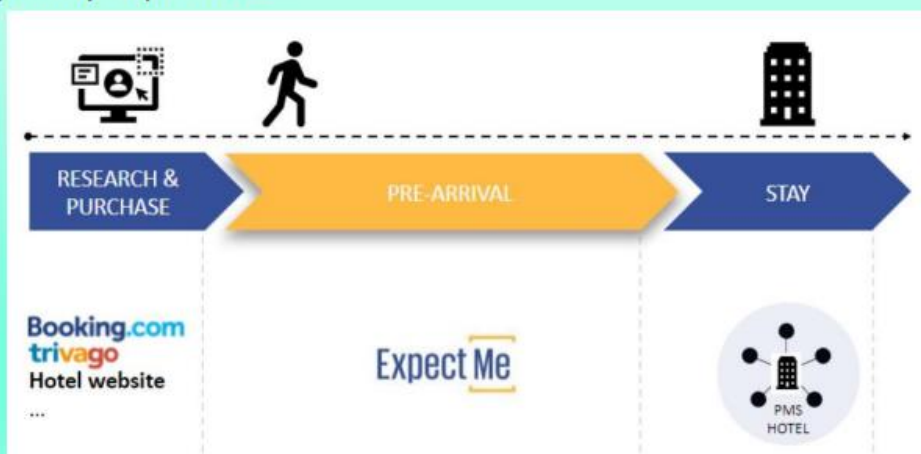 RESEARCH &
PURCHASE
PRE-ARRIVAL
STAY
Booking.com
trivago
Hotel website
...
Expect Me
PMS
HOTEL